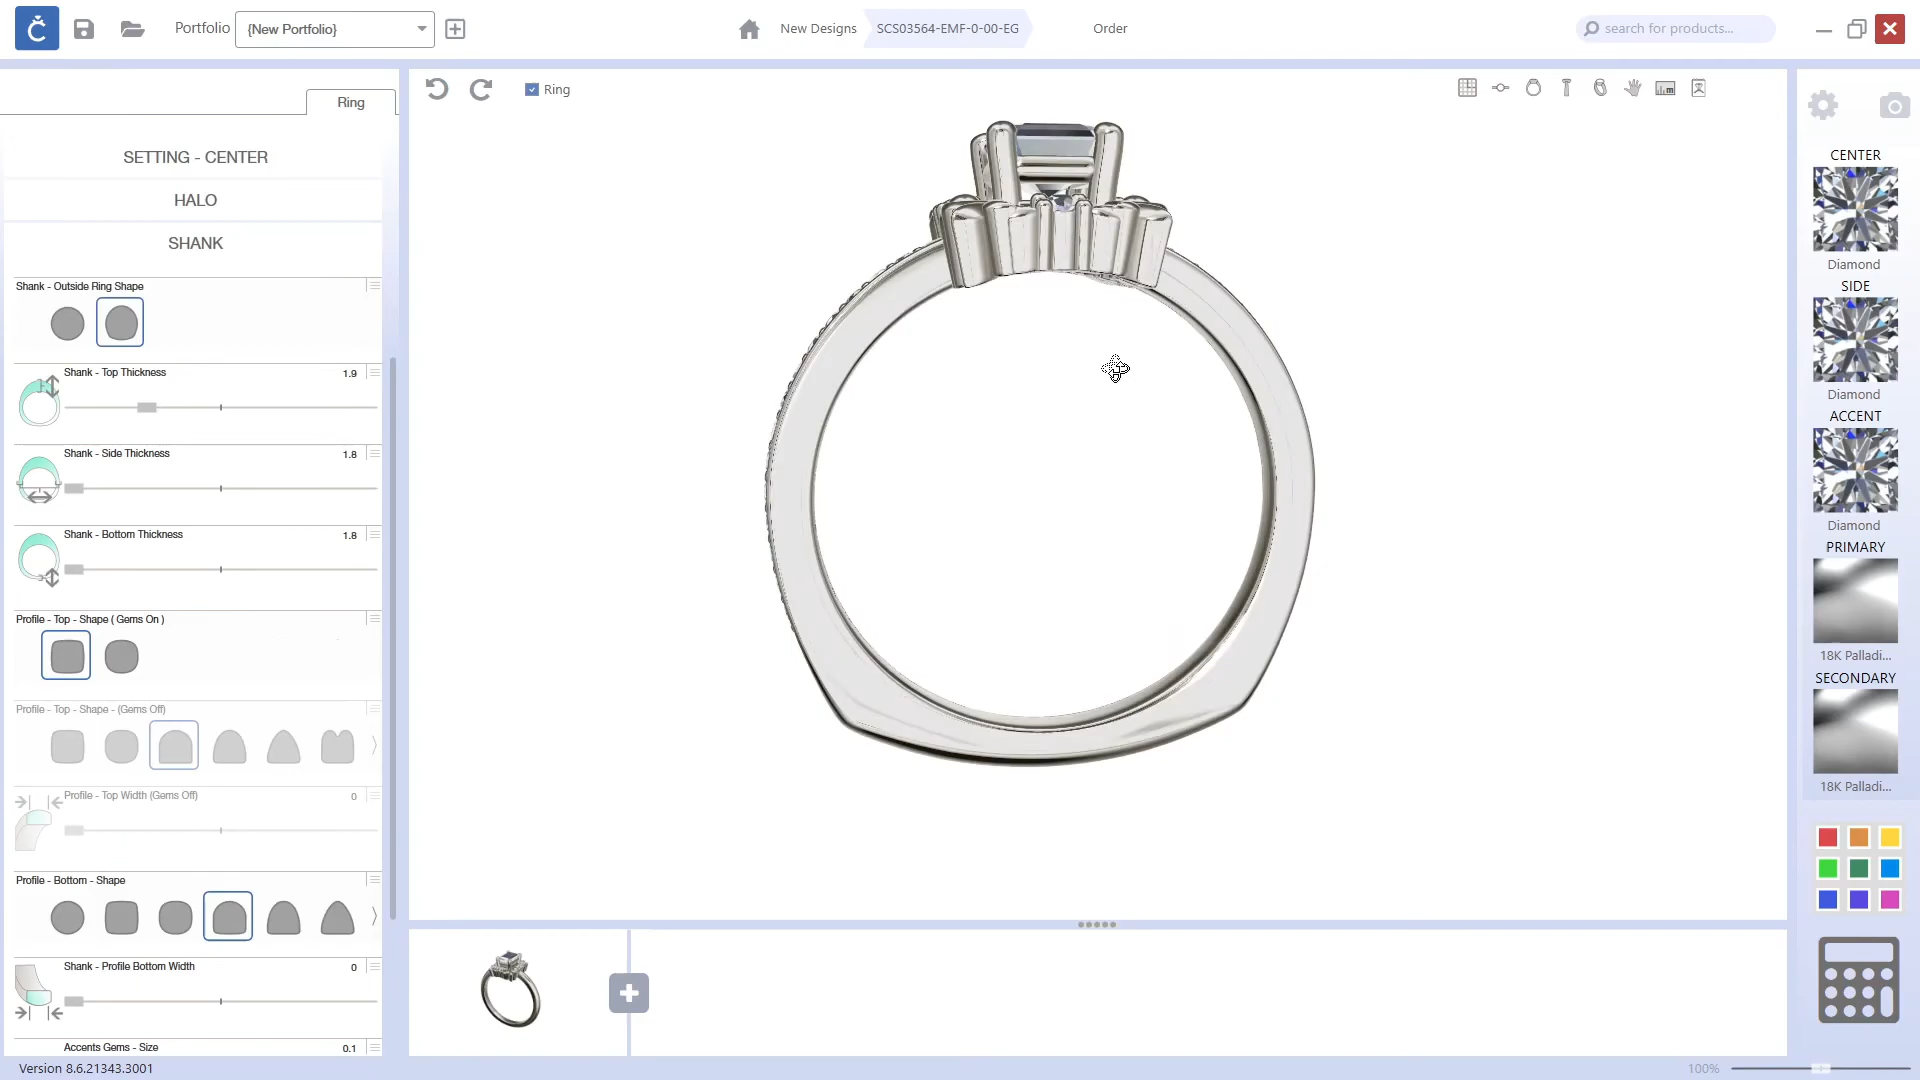 Portfolio
{New Portfolio}
New Designs
SCS03564-EMF-0-00-EG
Order
search for products...
Ring
Ring
SETTING - CENTER
HALO
SHANK
Shank - Outside Ring Shape
Shank - Top Thickness
1.9
Shank - Side Thickness
1.8
Shank - Bottom Thickness
1.8
Profile - Top - Shape ( Gems On )
Profile - Top - Shape - (Gems Off)
Profile - Top Width (Gems Off)
0
Profile - Bottom - Shape
Shank - Profile Bottom Width
0
Accents Gems - Size
0.1
CENTER
Diamond
SIDE
Diamond
ACCENT
Diamond
PRIMARY
18K Palladi...
SECONDARY
18K Palladi...
Version 8.6.21343.3001
100%